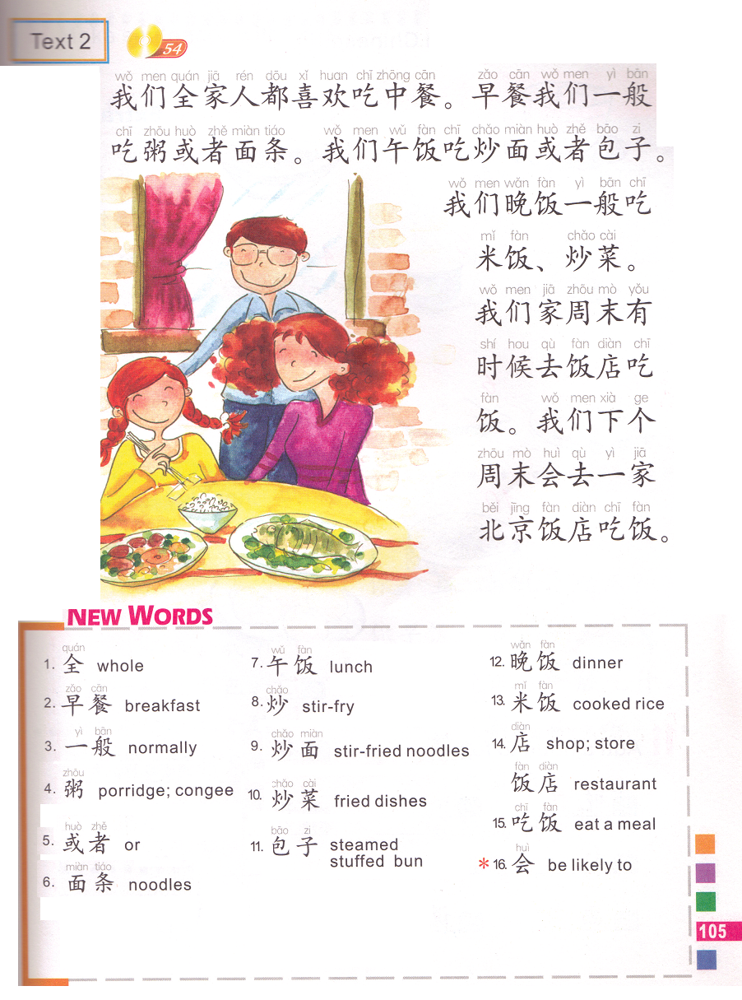 Text 2
54
wǒ men quán jiā rén dōu xǐ huan chī zhōng cān zǎo cān wǒ men yì bān
我们全家人都喜欢吃中餐。早餐我们一般
chī zhōu huò zhě miàn tiáo wǒ men wǔ fàn chī chǎo miàn huò zhě bāo zi
吃粥或者面条。我们午饭吃炒面或者包子。
wǒ men wǎn fàn yì bān chī
我们晚饭一般吃
mǐ fàn chǎo cài
米饭、炒菜。
wǒ men jiā zhōu mò yǒu
我们家周末有
shí hou qù fàn diàn chī
时候去饭店吃
fàn wǒ men xià ge
饭。我们下个
zhōu mò huì qù yì jiā
周末会去一家
běi jīng fàn diàn chī fàn
北京饭店吃饭。
NEW WORDS
quán
1. 全 whole
zǎo cān
2. 早餐 breakfast
yì bān
3. 一般 normally
zhōu
4. 粥 porridge; congee
huò zhě
5. 或者 or
miàn tiáo
6. 面条 noodles
wǔ fàn
7. 午饭 lunch
chǎo
8. 炒 stir-fry
chǎo miàn
9. 炒面 stir-fried noodles
chǎo cài
10. 炒菜 fried dishes
bāo zi
11. 包子 steamed
stuffed bun
wǎn fàn
12. 晚饭 dinner
mǐ fàn
13. 米饭 cooked rice
diàn
14. 店 shop; store
fàn diàn
饭店 restaurant
chī fàn
15. 吃饭 eat a meal
huì
*16. 会 be likely to
105